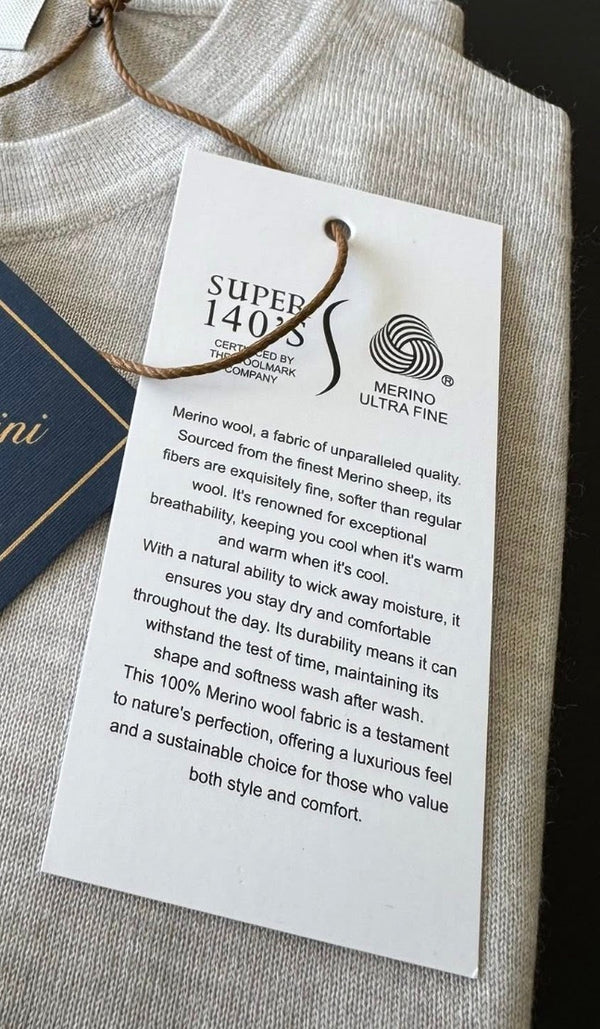 SUPER
140'S
CERTIFIED BY
THE WOOLMARK
COMPANY
MERINO
ULTRA FINE
®
Merino wool, a fabric of unparalleled quality.
Sourced from the finest Merino sheep, its
fibers are exquisitely fine, softer than regular
wool. It's renowned for exceptional
breathability, keeping you cool when it's warm
and warm when it's cool.
With a natural ability to wick away moisture, it
ensures you stay dry and comfortable
throughout the day. Its durability means it can
withstand the test of time, maintaining its
shape and softness wash after wash.
This 100% Merino wool fabric is a testament
to nature's perfection, offering a luxurious feel
and a sustainable choice for those who value
both style and comfort.